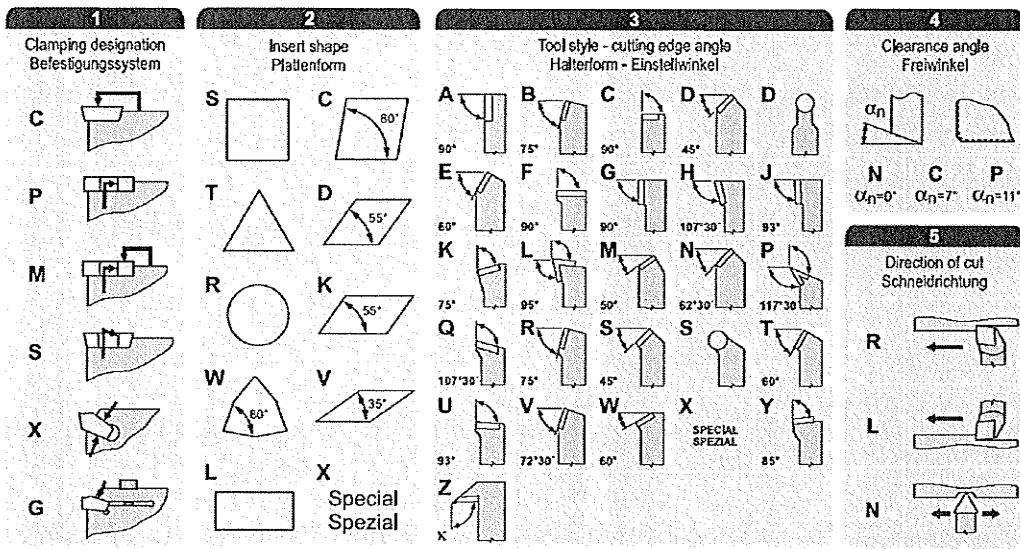 1
Clamping designation
Befestigungssystem
C
P
M
S
X
G
2
Insert shape
Plattenform
S C
80°
T D
55°
R K
55°
W V
80° 35°
L X
Special
Spezial
3
Tool style - cutting edge angle
Halterform - Einstellwinkel
A B C D D
90° 75° 90° 45°
E F G H J
60° 90° 90° 107°30 93°
K L M N P
75° 95° 50° 62°30' 117°30
Q R S S T
107°30 75° 45° 60°
U V W X Y
SPECIAL
SPEZIAL
93° 72°30' 60° 85°
Z
K
4
Clearance angle
Freiwinkel
αn
N C P
αn=0° αn=7° αn=11°
5
Direction of cut
Schneidrichtung
R
L
N